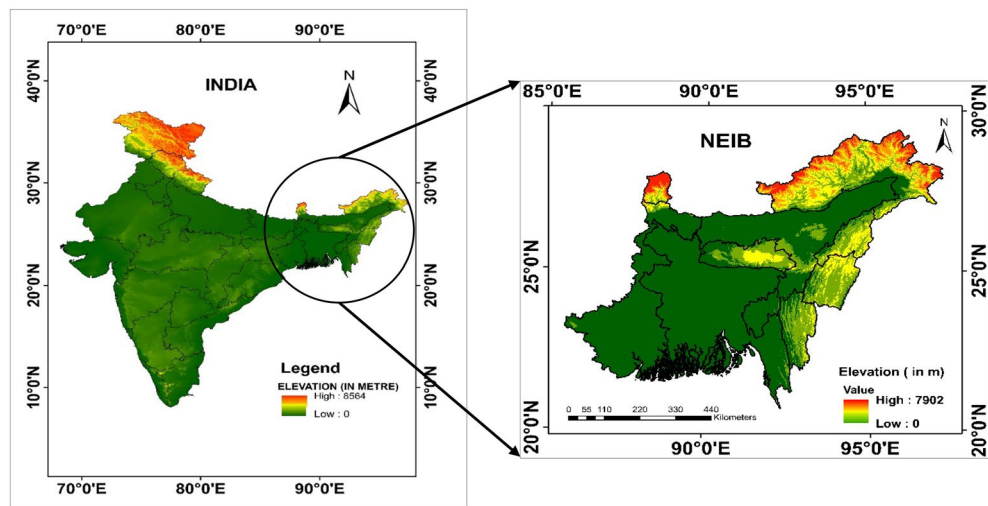 70°0'E
80°0'E
90°0'E
40°0'N
30°0'N
20°0'N
10°0'N
INDIA
N
40°0'N
30°0'N
20°0'N
10°0'N
Legend
ELEVATION (IN METRE)
High : 8564
Low : 0
70°0'E
80°0'E
90°0'E
85°0'E
90°0'E
95°0'E
25°0'N
20°0'N
NEIB
N
30°0'N
25°0'N
20°0'N
Elevation ( in m)
Value
High : 7902
Low : 0
0 55 110 220 330 440
Kilometers
90°0'E
95°0'E